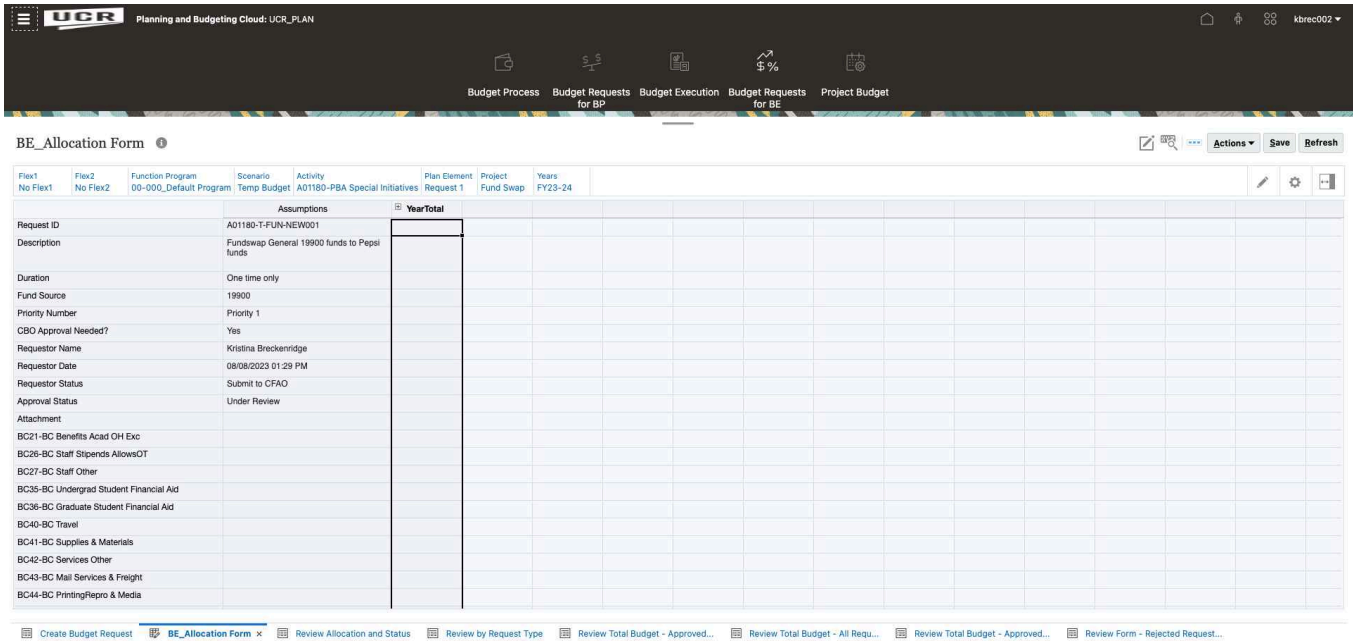 UCR Planning and Budgeting Cloud: UCR_PLAN kbrec002
Budget Process Budget Requests for BP Budget Execution Budget Requests for BE Project Budget
BE_Allocation Form
Actions Save Refresh
Flex1 Flex2 Function Program Scenario Activity Plan Element Project Years
No Flex1 No Flex2 00-000_Default Program Temp Budget A01180-PBA Special Initiatives Request 1 Fund Swap FY23-24
Assumptions YearTotal
Request ID A01180-T-FUN-NEW001
Description Fundswap General 19900 funds to Pepsi
funds
Duration One time only
Fund Source 19900
Priority Number Priority 1
CBO Approval Needed? Yes
Requestor Name Kristina Breckenridge
Requestor Date 08/08/2023 01:29 PM
Requestor Status Submit to CFAO
Approval Status Under Review
Attachment
BC21-BC Benefits Acad OH Exc
BC26-BC Staff Stipends AllowsOT
BC27-BC Staff Other
BC35-BC Undergrad Student Financial Aid
BC36-BC Graduate Student Financial Aid
BC40-BC Travel
BC41-BC Supplies & Materials
BC42-BC Services Other
BC43-BC Mail Services & Freight
BC44-BC PrintingRepro & Media
Create Budget Request BE_Allocation Form × Review Allocation and Status Review by Request Type Review Total Budget - Approved... Review Total Budget - All Requ... Review Total Budget - Approved... Review Form - Rejected Request...